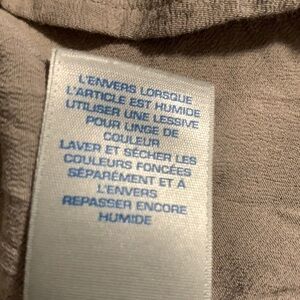 L'ENVERS LORSQUE
L'ARTICLE EST HUMIDE
UTILISER UNE LESSIVE
POUR LINGE DE
COULEUR
LAVER ET SÉCHER LES
COULEURS FONCÉES
SÉPARÉMENT ET A
L'ENVERS
REPASSER ENCORE
HUMIDE